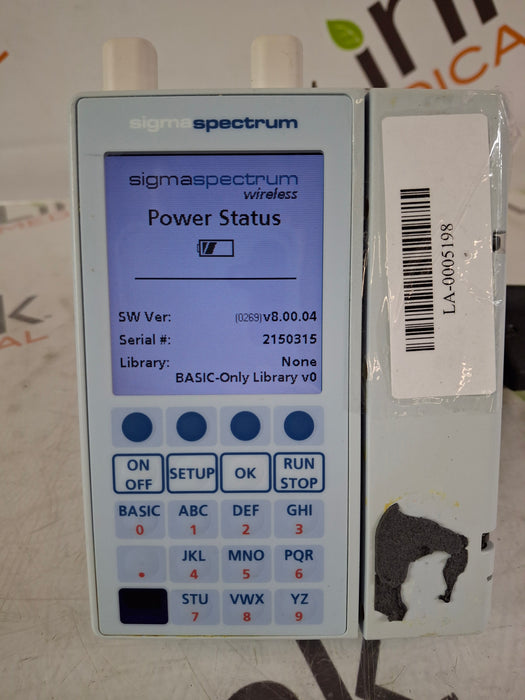 sigmaspectrum
sigmaspectrum
wireless
Power Status
SW Ver: (0269)v8.00.04
Serial #: 2150315
Library: None
BASIC-Only Library v0
ON
OFF
SETUP
OK
RUN
STOP
BASIC
0
ABC
1
DEF
2
GHI
3
.
JKL
4
MNO
5
PQR
6
STU
7
VWX
8
YZ
9
LA-0005198